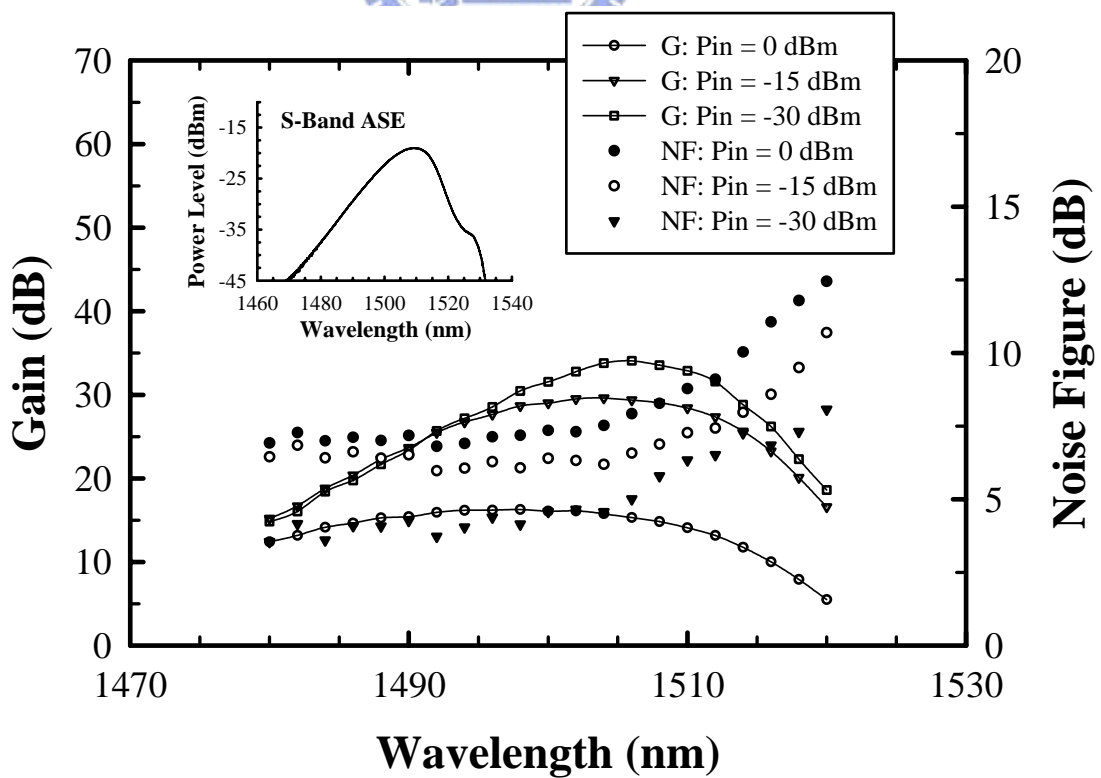 G: Pin = 0 dBm
G: Pin = -15 dBm
G: Pin = -30 dBm
NF: Pin = 0 dBm
NF: Pin = -15 dBm
NF: Pin = -30 dBm
70
60
50
40
30
20
10
0
Gain (dB)
20
15
10
5
0
Noise Figure (dB)
S-Band ASE
-15
-25
-35
-45
Power Level (dBm)
1460 1480 1500 1520 1540
Wavelength (nm)
1470 1490 1510 1530
Wavelength (nm)